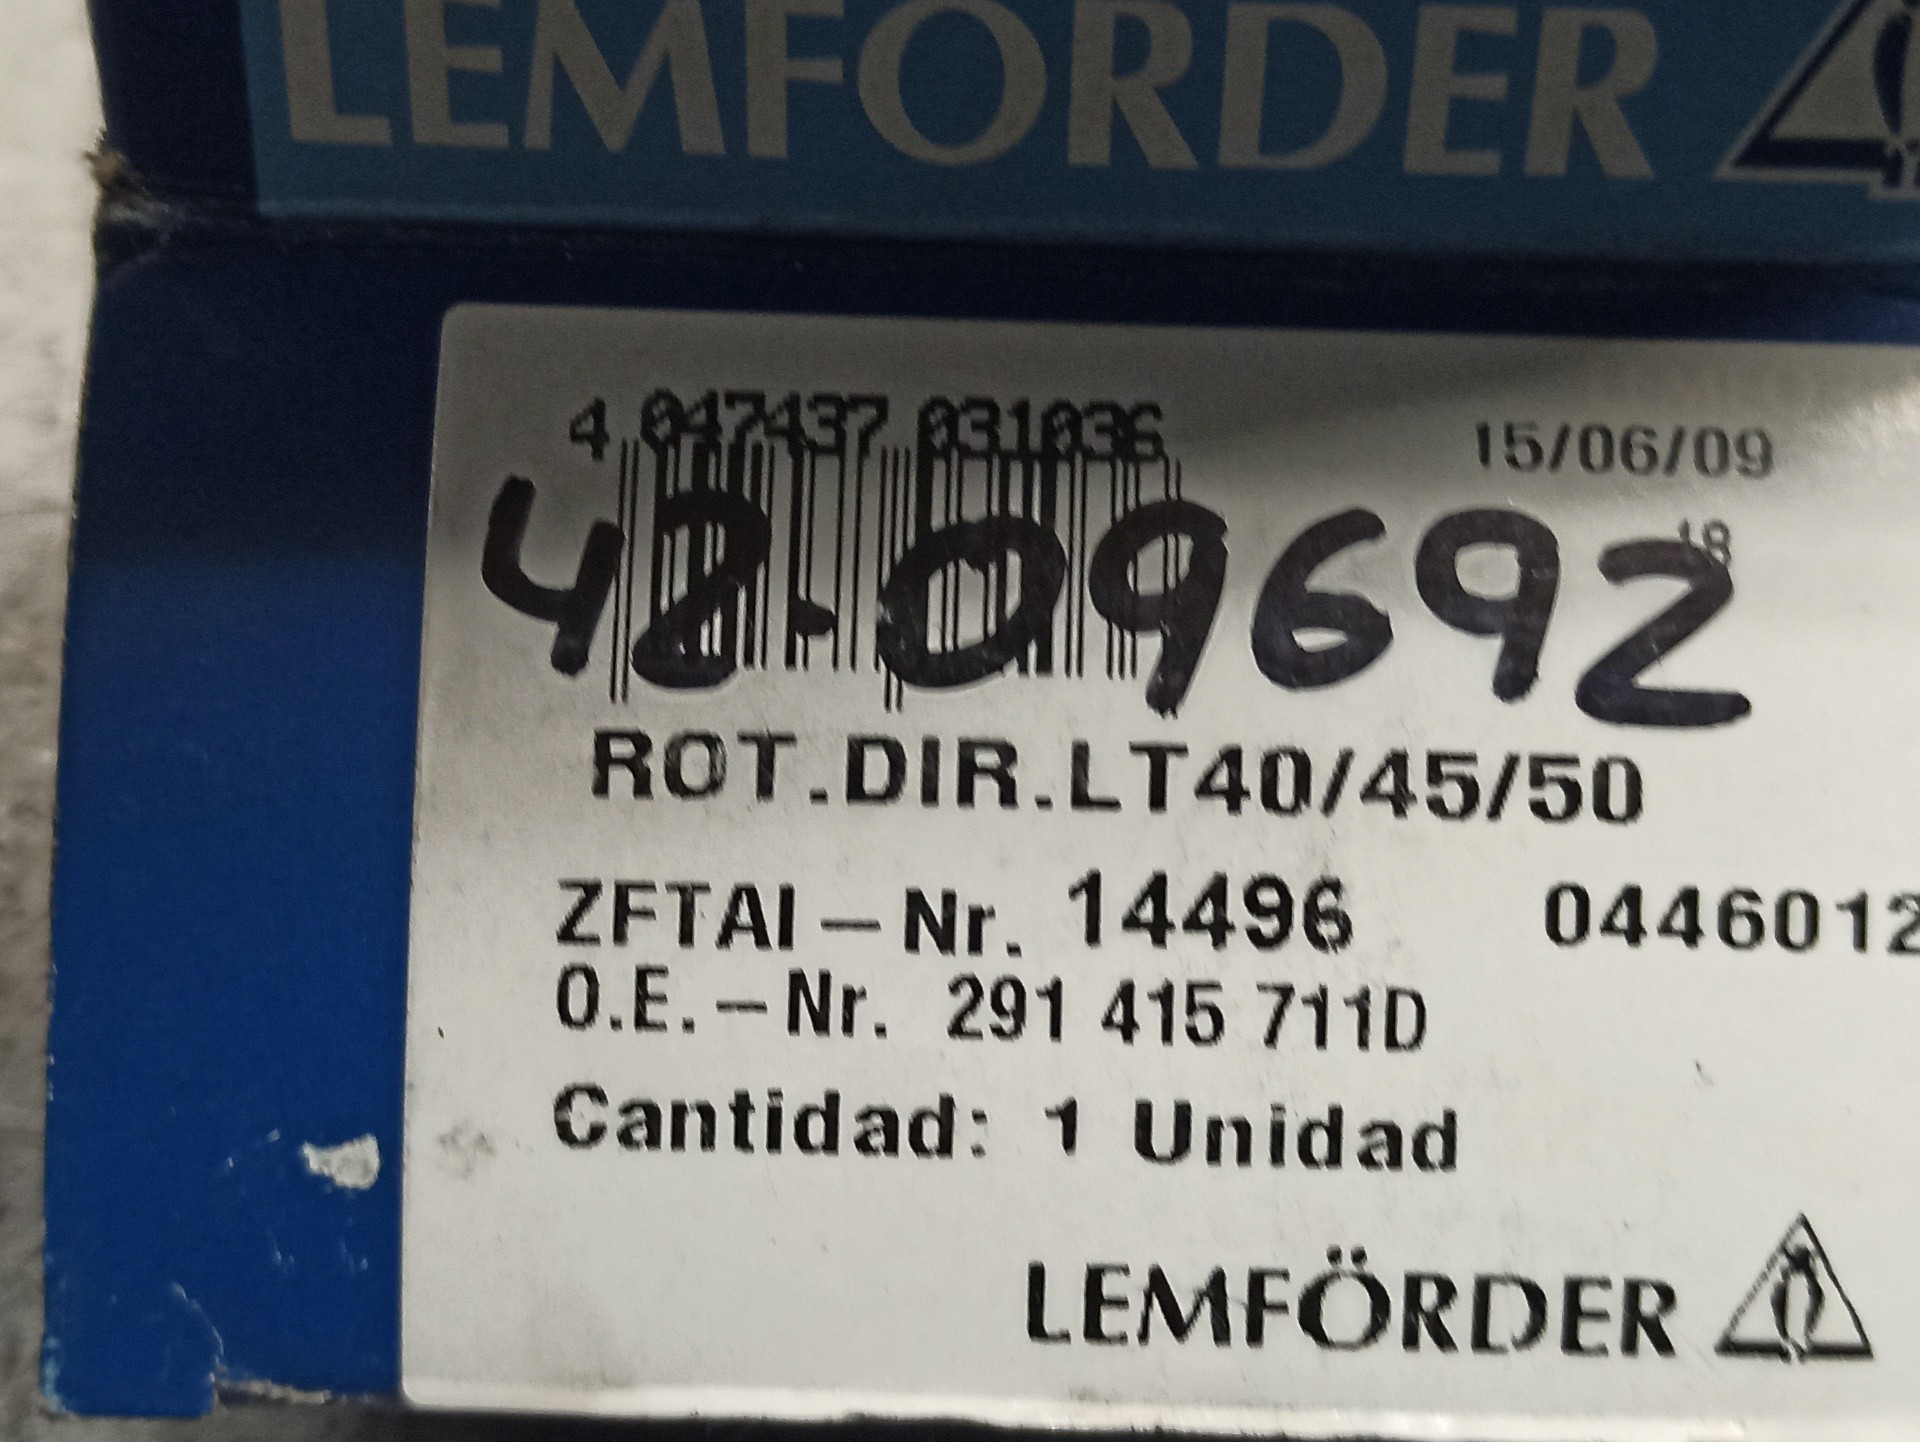 LEMFÖRDER
4 047437 031036
15/06/09
18
42-09692
ROT.DIR.LT40/45/50
ZFTAI-Nr. 14496 0446012
O.E.-Nr. 291 415 711D
Cantidad: 1 Unidad
LEMFÖRDER